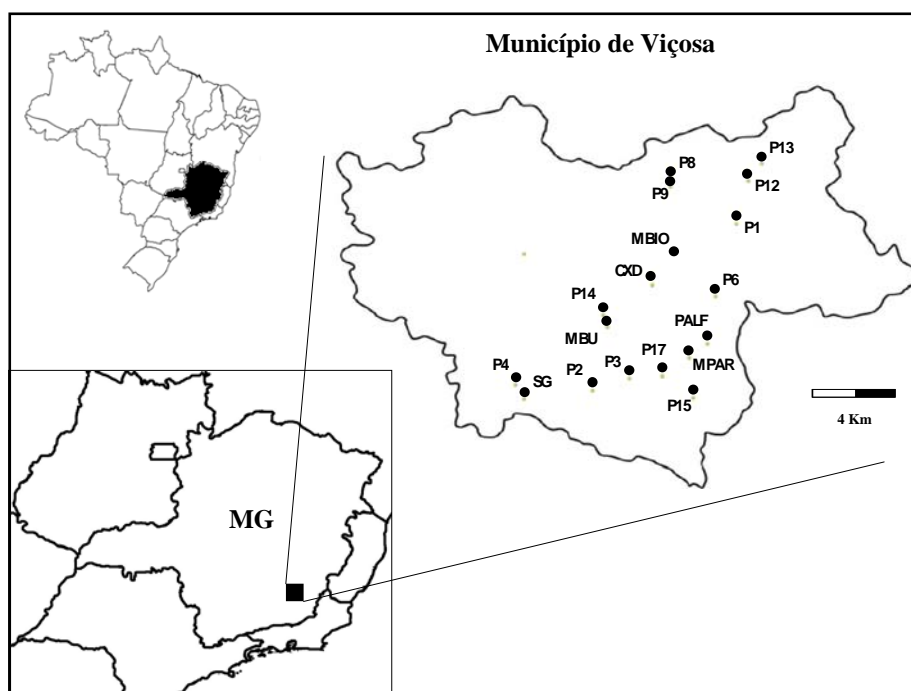 Município de Viçosa
P13
P8
P12
P9
P1
MBIO
CXD
P6
P14
PALF
MBU
P17
P3
MPAR
P4
P2
SG
P15
4 Km
MG